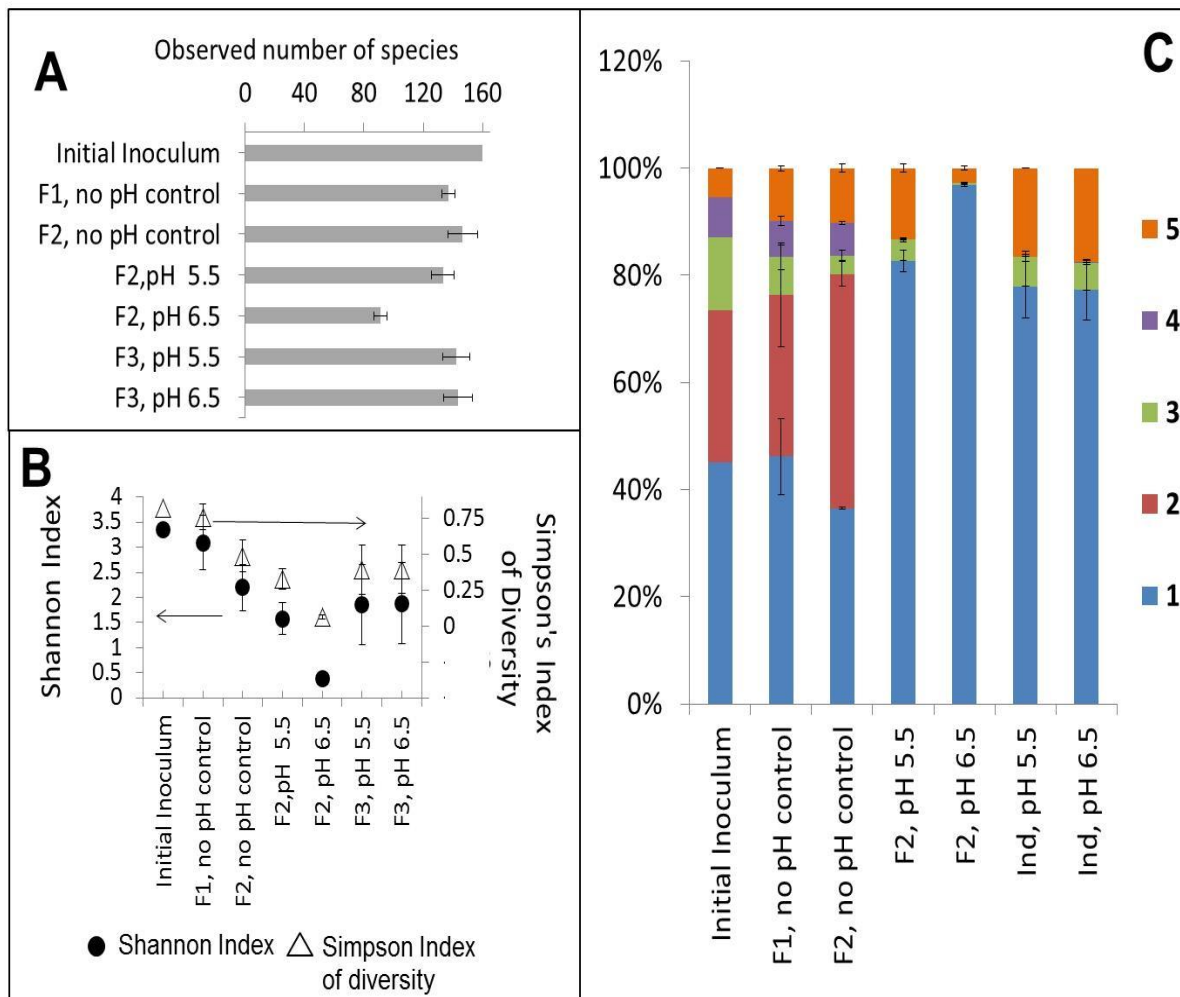 A
Observed number of species
0 40 80 120 160
Initial Inoculum
F1, no pH control
F2, no pH control
F2,pH 5.5
F2, pH 6.5
F3, pH 5.5
F3, pH 6.5
B
Shannon Index
4
3.5
3
2.5
2
1.5
1
0.5
0
0.75
0.5
0.25
0
Simpson's Index
of Diversity
Initial Inoculum
F1, no pH control
F2, no pH control
F2,pH 5.5
F2, pH 6.5
F3, pH 5.5
F3, pH 6.5
Shannon Index
Simpson Index
of diversity
C
120%
100%
80%
60%
40%
20%
0%
Initial Inoculum
F1, no pH control
F2, no pH control
F2, pH 5.5
F2, pH 6.5
Ind, pH 5.5
Ind, pH 6.5
5
4
3
2
1